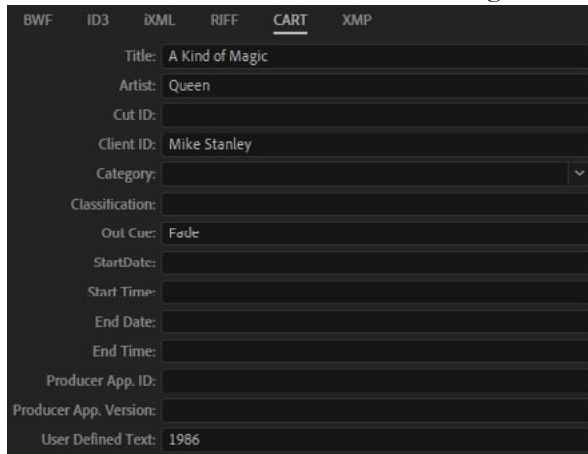 BWF ID3 iXML RIFF CART XMP
Title: A Kind of Magic
Artist: Queen
Cut ID:
Client ID: Mike Stanley
Category:
Classification:
Out Cue: Fade
StartDate:
Start Time:
End Date:
End Time:
Producer App. ID:
Producer App. Version:
User Defined Text: 1986